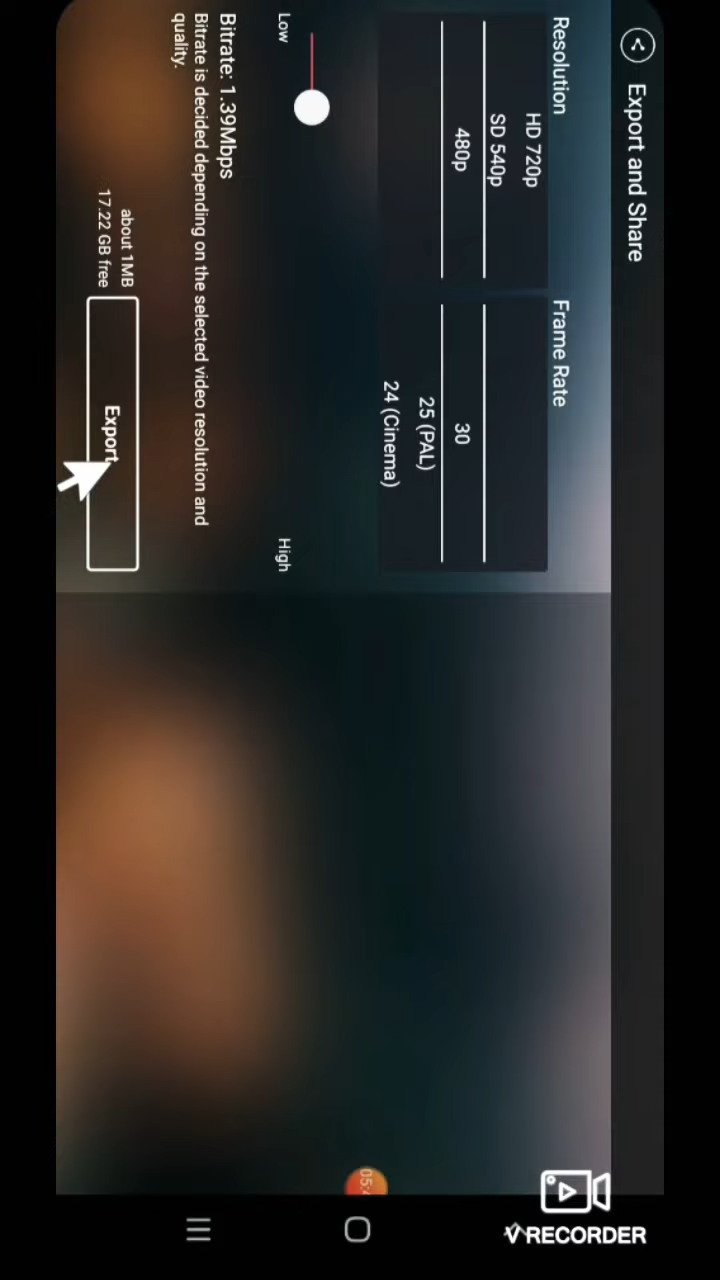 Export and Share
Resolution
Frame Rate
HD 720p
SD 540p
480p
30
25 (PAL)
24 (Cinema)
Low
High
Bitrate: 1.39Mbps
Bitrate is decided depending on the selected video resolution and
quality.
about 1MB
17.22 GB free
Export
V RECORDER